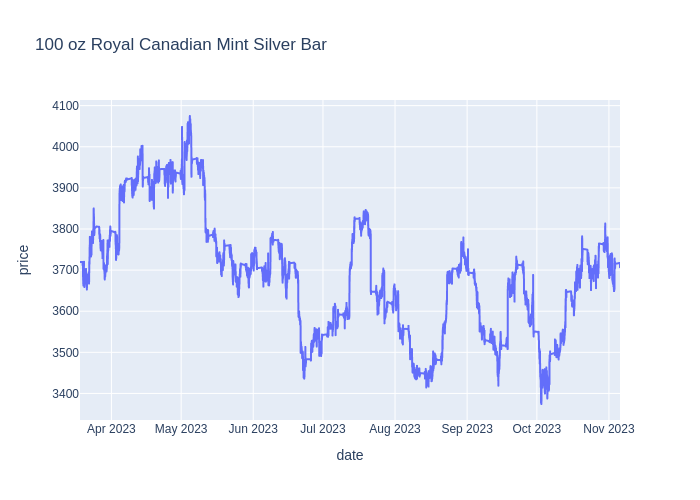 100 oz Royal Canadian Mint Silver Bar
4100
4000
3900
3800
3700
3600
3500
3400
price
Apr 2023 May 2023 Jun 2023 Jul 2023 Aug 2023 Sep 2023 Oct 2023 Nov 2023
date